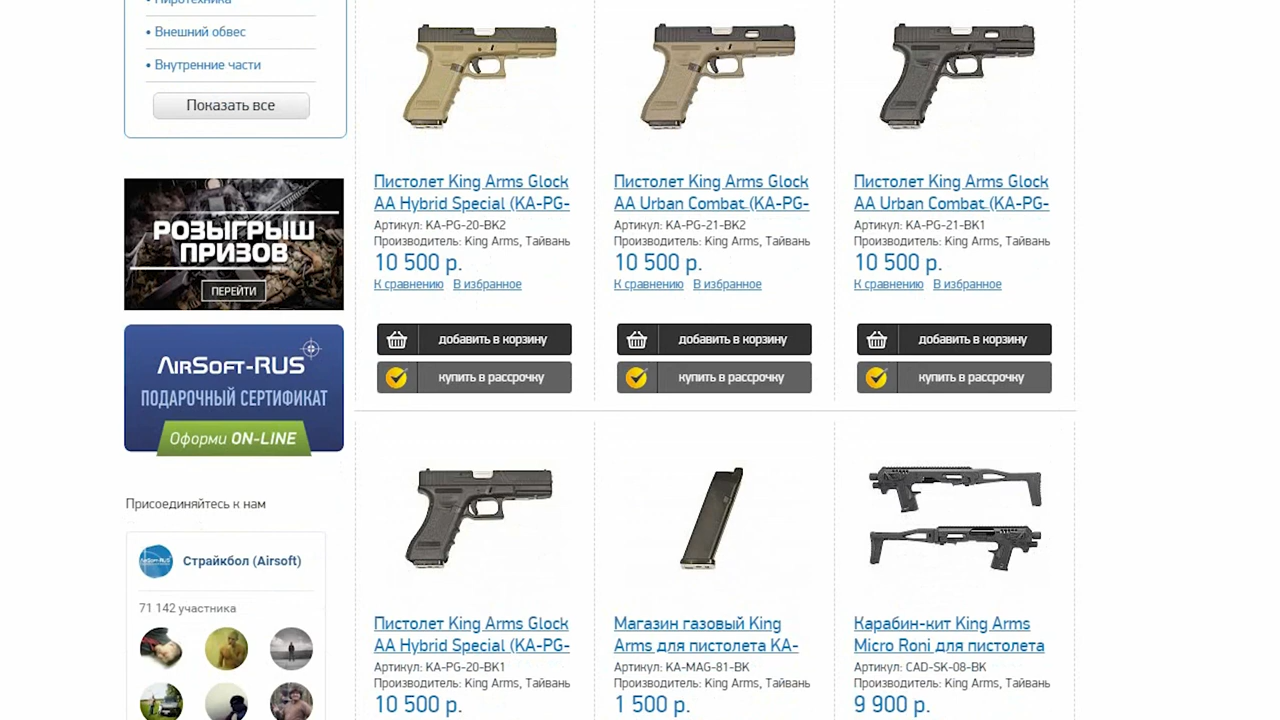 • Пиротехника
• Внешний обвес
• Внутренние части
Показать все
РОЗЫГРЫШ
ПРИЗОВ
ПЕРЕЙТИ
AIRSOFT-RUS
ПОДАРОЧНЫЙ СЕРТИФИКАТ
Оформи ON-LINE
Присоединяйтесь к нам
AIRSOFT-RUS
Страйкбол (Airsoft)
71 142 участника
Пистолет King Arms Glock
AA Hybrid Special (KA-PG-
Артикул: KA-PG-20-BK2
Производитель: King Arms, Тайвань
10 500 р.
К сравнению В избранное
добавить в корзину
купить в рассрочку
Пистолет King Arms Glock
AA Urban Combat (KA-PG-
Артикул: KA-PG-21-BK2
Производитель: King Arms, Тайвань
10 500 р.
К сравнению В избранное
добавить в корзину
купить в рассрочку
Пистолет King Arms Glock
AA Urban Combat (KA-PG-
Артикул: KA-PG-21-BK1
Производитель: King Arms, Тайвань
10 500 р.
К сравнению В избранное
добавить в корзину
купить в рассрочку
Пистолет King Arms Glock
AA Hybrid Special (KA-PG-
Артикул: KA-PG-20-BK1
Производитель: King Arms, Тайвань
10 500 р.
Магазин газовый King
Arms для пистолета KA-
Артикул: KA-MAG-81-BK
Производитель: King Arms, Тайвань
1 500 р.
Карабин-кит King Arms
Micro Roni для пистолета
Артикул: CAD-SK-08-BK
Производитель: King Arms, Тайвань
9 900 р.